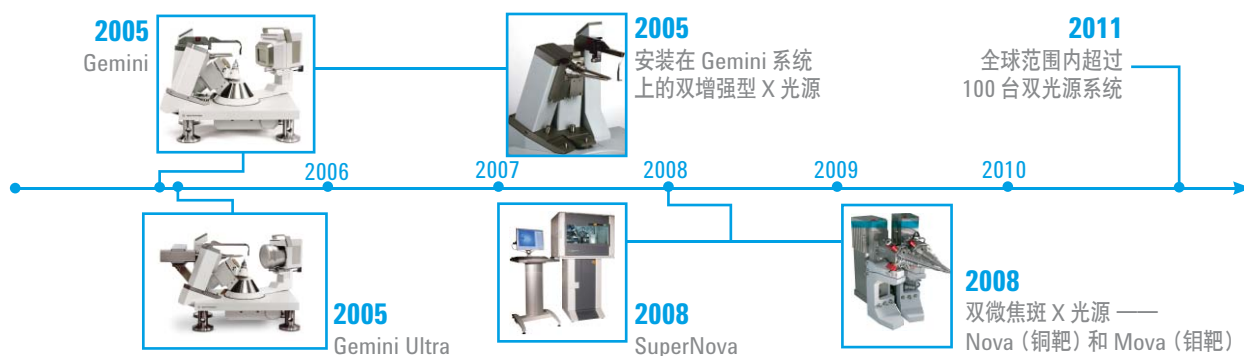 2005
Gemini
2005
安装在 Gemini 系统
上的双增强型 X 光源
2011
全球范围内超过
100 台双光源系统
2006
2007
2008
2009
2010
2005
Gemini Ultra
2008
SuperNova
2008
双微焦斑 X 光源 ——
Nova（铜靶）和 Mova（钼靶）